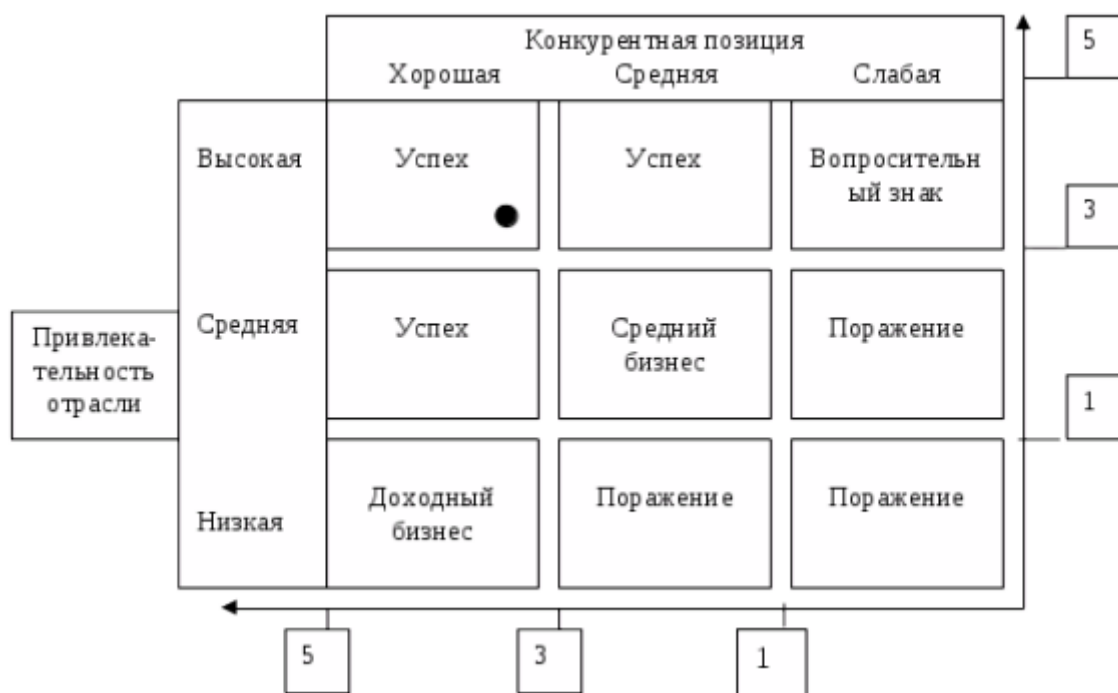 Конкурентная позиция
Хорошая Средняя Слабая
5
Высокая
Успех
Успех
Вопросительн
ый знак
3
Привлека-
тельность
отрасли
Средняя
Успех
Средний
бизнес
Поражение
1
Низкая
Доходный
бизнес
Поражение
Поражение
5
3
1